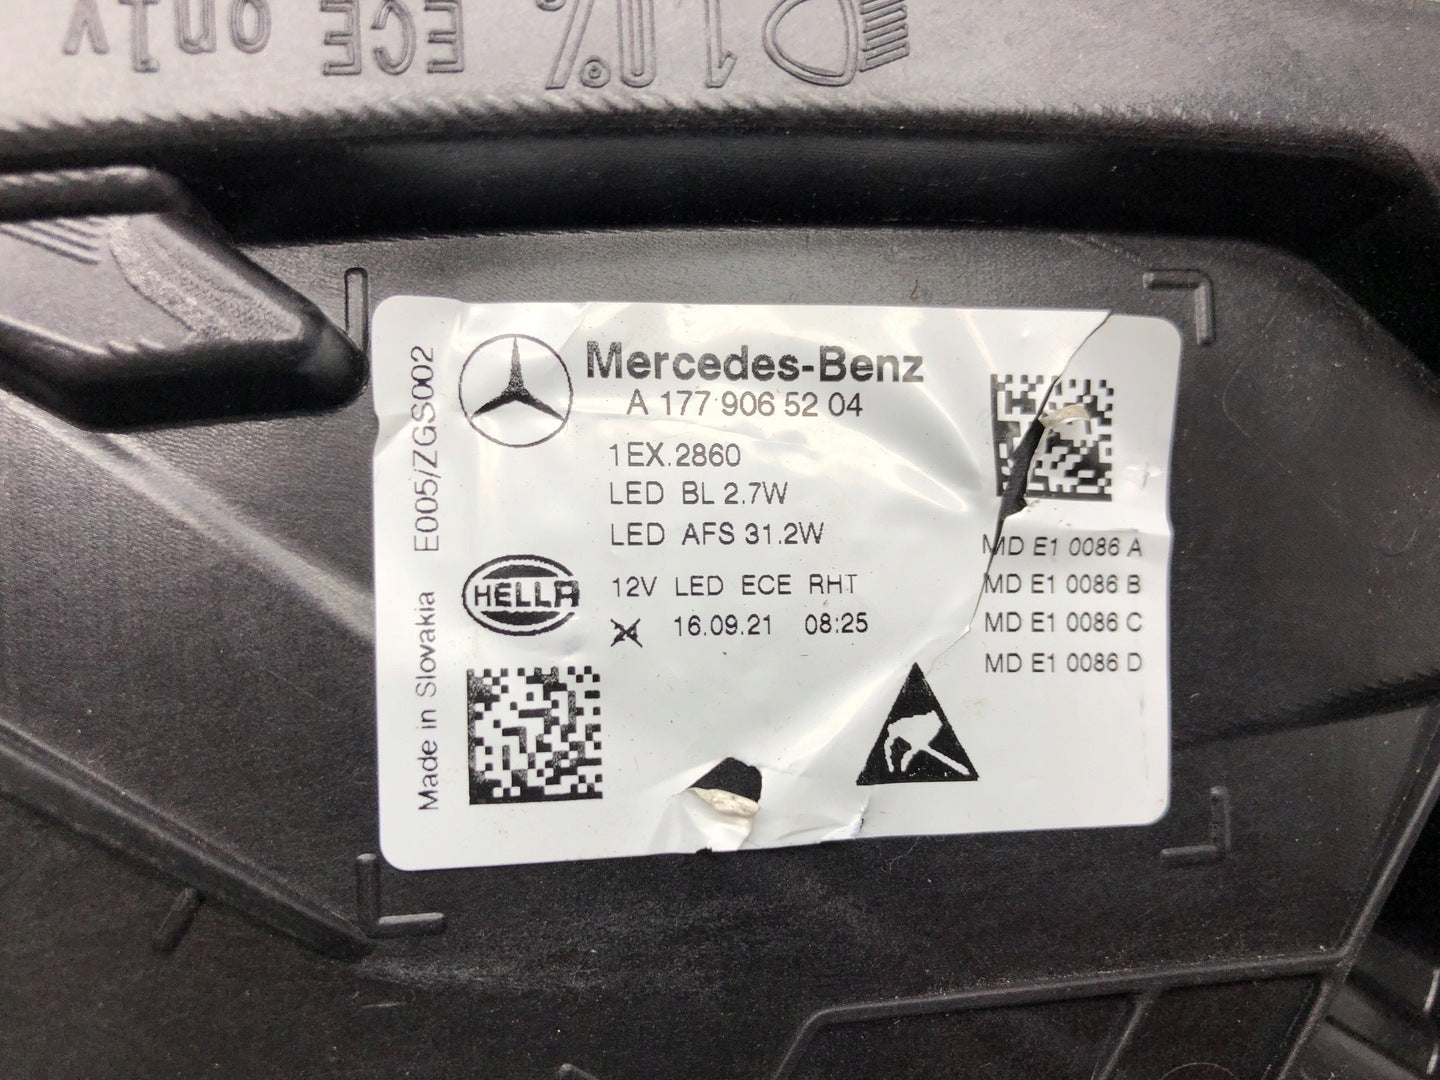 1.0% ECE only
Mercedes-Benz
A 177 906 52 04
1EX.2860
LED BL 2.7W
LED AFS 31.2W
HELLA
12V LED ECE RHT
16.09.21 08:25
MD E1 0086 A
MD E1 0086 B
MD E1 0086 C
MD E1 0086 D
Made in Slovakia E005/ZGS002